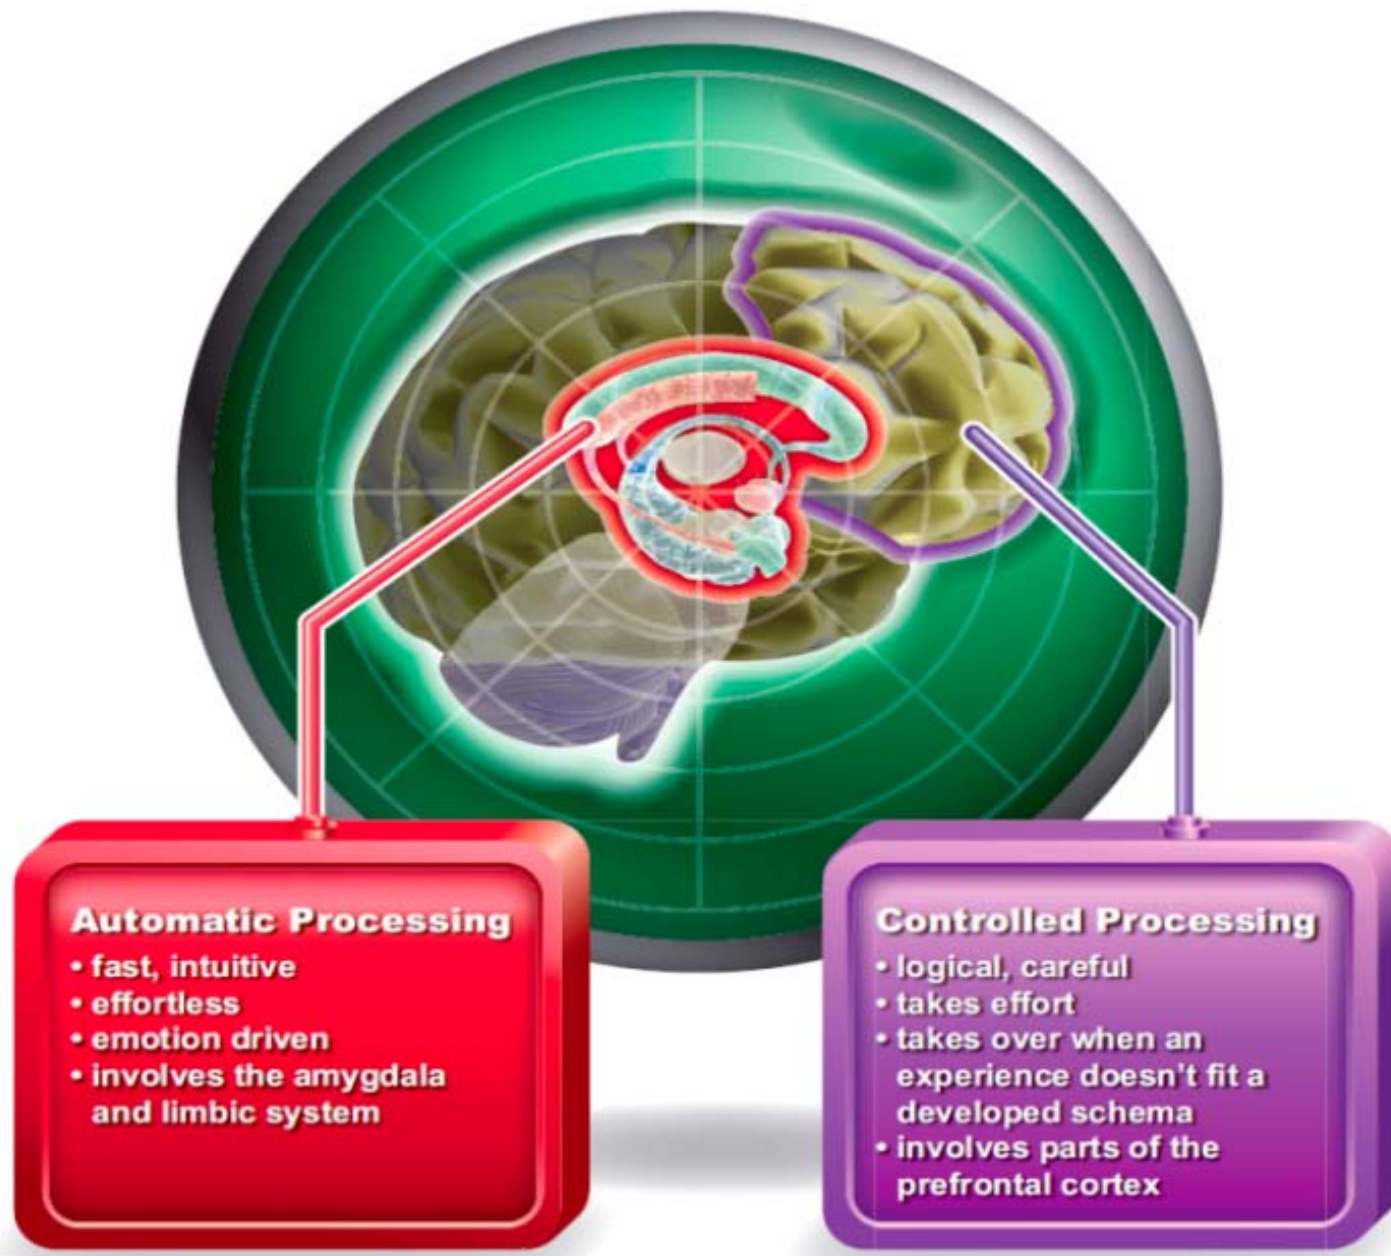 Automatic Processing
• fast, intuitive
• effortless
• emotion driven
• involves the amygdala
and limbic system
Controlled Processing
• logical, careful
• takes effort
• takes over when an
experience doesn't fit a
developed schema
• involves parts of the
prefrontal cortex